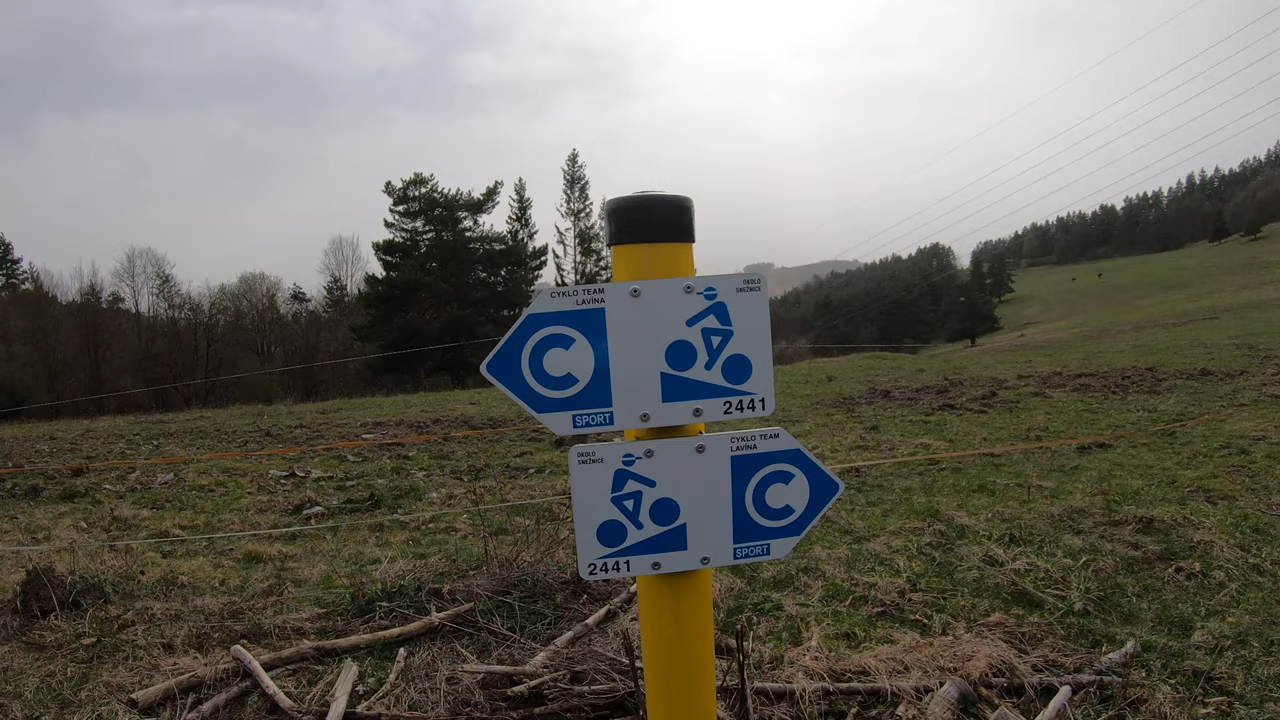 CYKLO TEAM
LAVÍNA
OKOLO
SNEŽNICE
C
SPORT
2441
OKOLO
SNEŽNICE
CYKLO TEAM
LAVÍNA
C
2441
SPORT